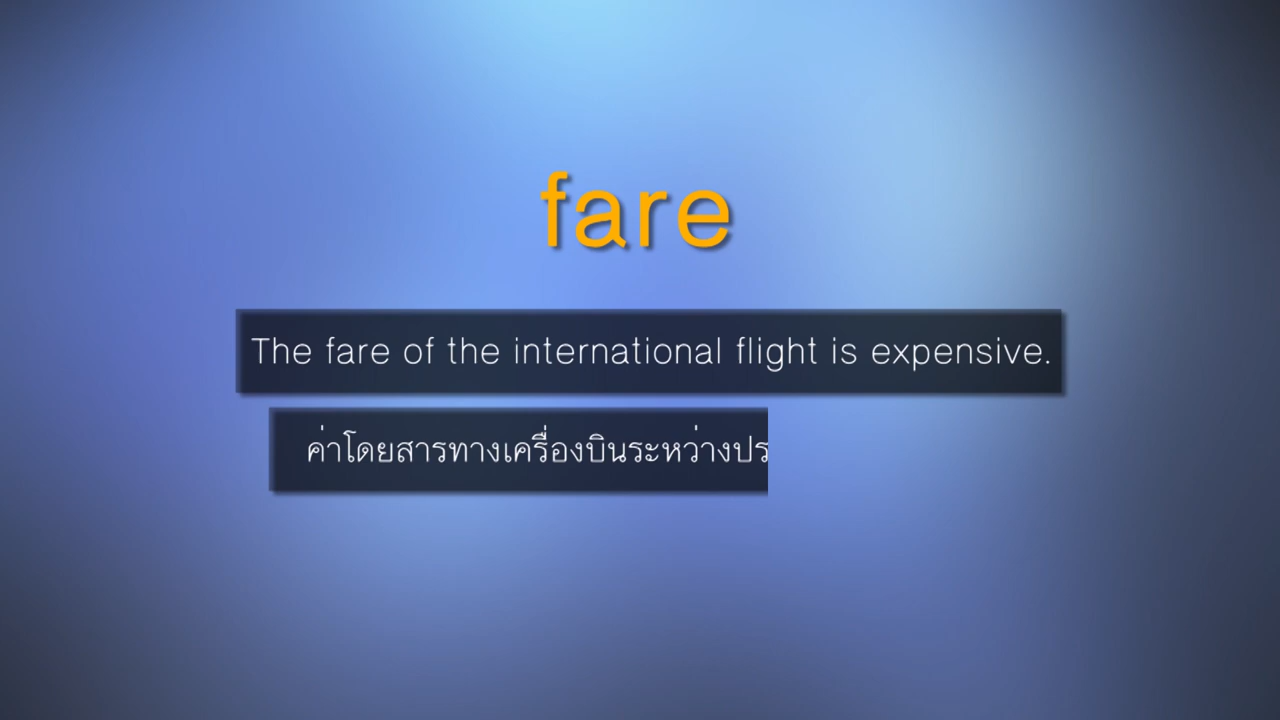 fare
The fare of the international flight is expensive.
ค่าโดยสารทางเครื่องบินระหว่างปร